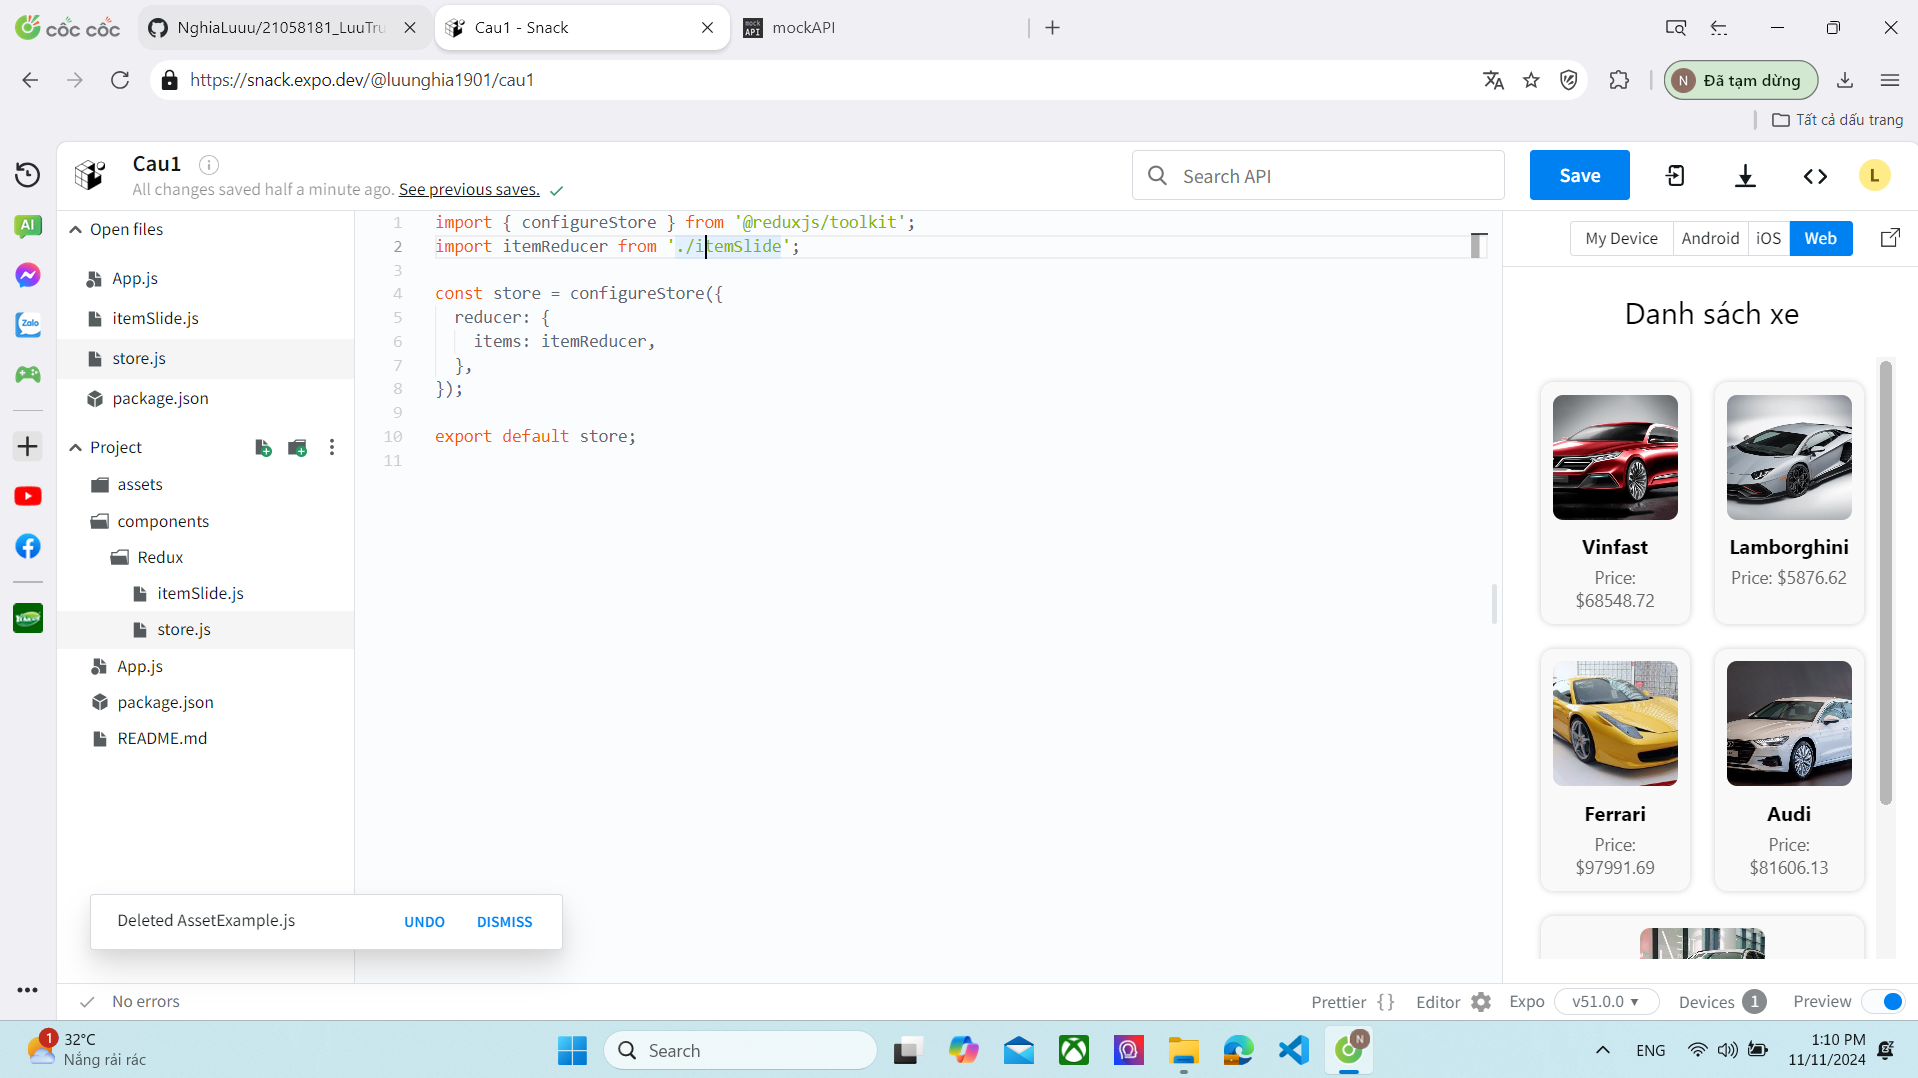 cốc cốc
NghiaLuuu/21058181_LuuTru
Cau1 - Snack
mockAPI
https://snack.expo.dev/@luunghia1901/cau1
N
Đã tạm dừng
Tất cả dấu trang
Cau1
All changes saved half a minute ago. See previous saves.
Search API
Save
L
AI
Zalo
Open files
App.js
itemSlide.js
store.js
package.json
Project
assets
components
Redux
itemSlide.js
store.js
App.js
package.json
README.md
1 import { configureStore } from '@reduxjs/toolkit';
2 import itemReducer from './itemSlide';
3
4 const store = configureStore({
5 reducer: {
6 items: itemReducer,
7 },
8 });
9
10 export default store;
11
My Device Android iOS Web
Danh sách xe
Vinfast
Price:
$68548.72
Lamborghini
Price: $5876.62
Ferrari
Price:
$97991.69
Audi
Price:
$81606.13
Deleted AssetExample.js UNDO DISMISS
No errors
Prettier {} Editor Expo v51.0.0 Devices 1 Preview
1
32°C
Nắng rải rác
Search
N
ENG
1:10 PM
11/11/2024